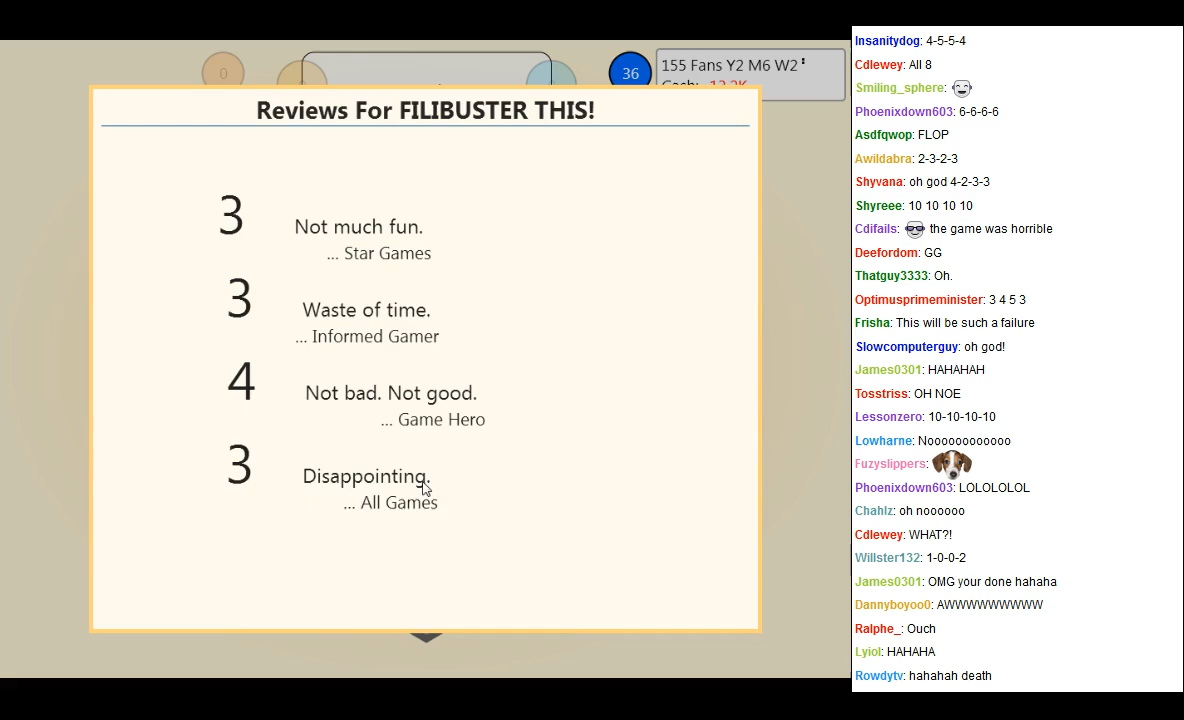 0
36
155 Fans Y2 M6 W2
Cash: -13.2K
Reviews For FILIBUSTER THIS!
3
Not much fun.
... Star Games
3
Waste of time.
... Informed Gamer
4
Not bad. Not good.
... Game Hero
3
Disappointing.
... All Games
Insanitydog: 4-5-5-4
Cdlewey: All 8
Smiling_sphere:
Phoenixdown603: 6-6-6-6
Asdfqwop: FLOP
Awildabra: 2-3-2-3
Shyvana: oh god 4-2-3-3
Shyreee: 10 10 10 10
Cdifails: the game was horrible
Deefordom: GG
Thatguy3333: Oh.
Optimusprimeminister: 3 4 5 3
Frisha: This will be such a failure
Slowcomputerguy: oh god!
James0301: HAHAHAH
Tosstriss: OH NOE
Lessonzero: 10-10-10-10
Lowharne: Noooooooooooo
Fuzyslippers:
Phoenixdown603: LOLOLOLOL
Chahlz: oh noooooo
Cdlewey: WHAT?!
Willster132: 1-0-0-2
James0301: OMG your done hahaha
Dannyboyoo0: AWWWWWWWWW
Ralphe_: Ouch
Lyiol: HAHAHA
Rowdytv: hahahah death